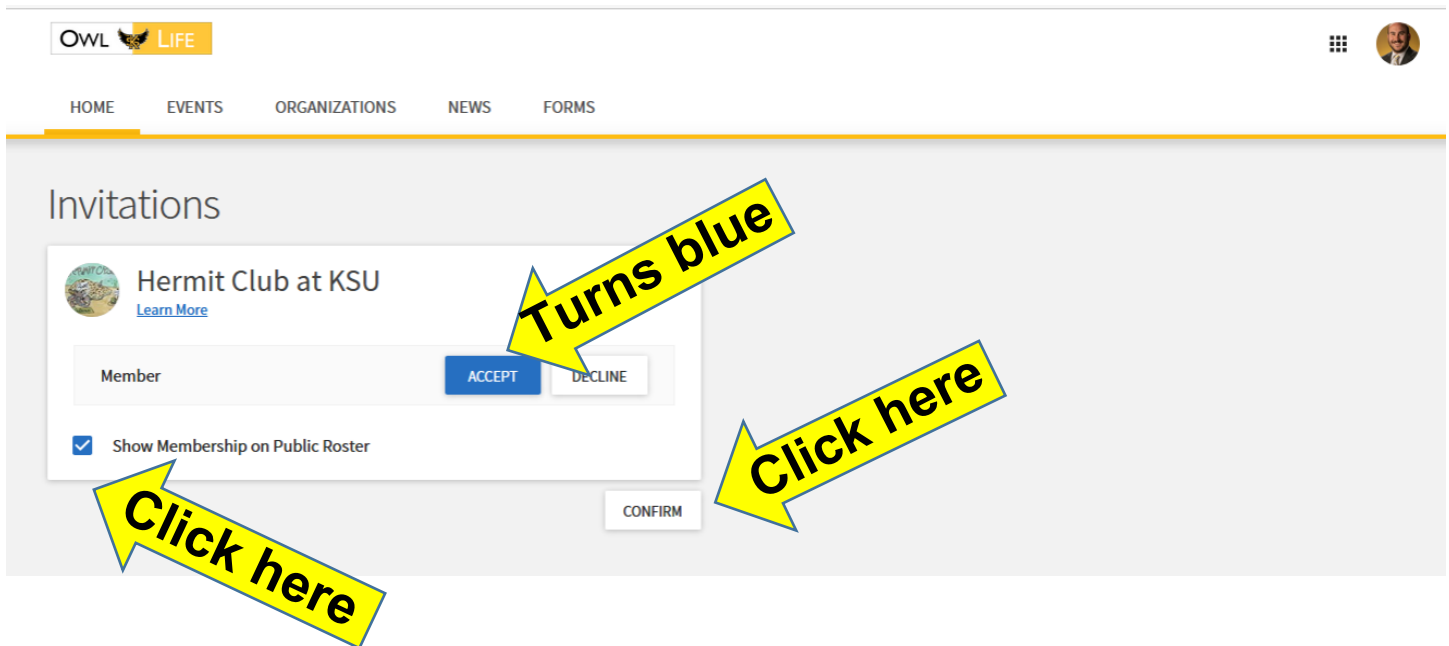 OWL LIFE
HOME EVENTS ORGANIZATIONS NEWS FORMS
Invitations
Hermit Club at KSU
Learn More
Turns blue
Member ACCEPT DECLINE
Show Membership on Public Roster
Click here
CONFIRM
Click here